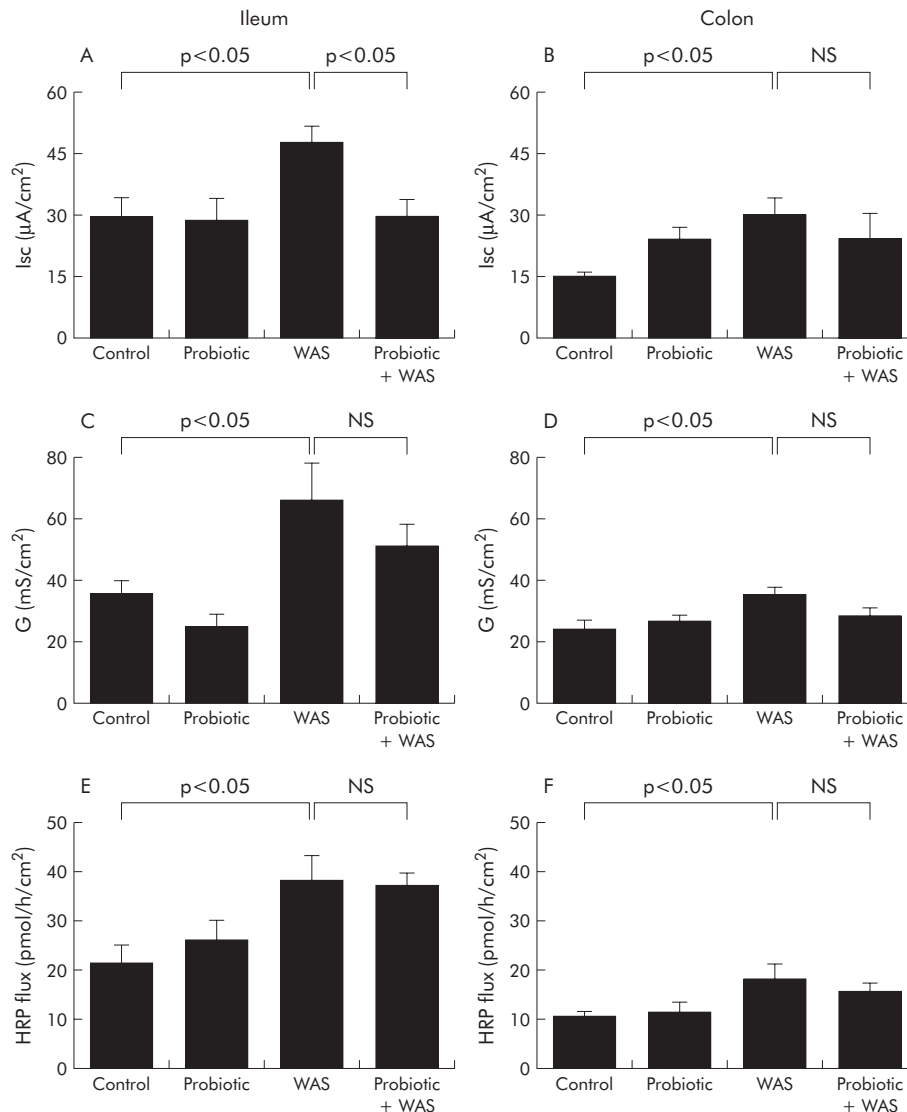 Ileum
Colon
A
p<0.05
p<0.05
Isc (µA/cm²)
60
45
30
15
0
Control
Probiotic
WAS
Probiotic
+ WAS
B
p<0.05
NS
Isc (µA/cm²)
60
45
30
15
0
Control
Probiotic
WAS
Probiotic
+ WAS
C
p<0.05
NS
G (mS/cm²)
80
60
40
20
0
Control
Probiotic
WAS
Probiotic
+ WAS
D
p<0.05
NS
G (mS/cm²)
80
60
40
20
0
Control
Probiotic
WAS
Probiotic
+ WAS
E
p<0.05
NS
HRP flux (pmol/h/cm²)
50
40
30
20
10
0
Control
Probiotic
WAS
Probiotic
+ WAS
F
p<0.05
NS
HRP flux (pmol/h/cm²)
50
40
30
20
10
0
Control
Probiotic
WAS
Probiotic
+ WAS